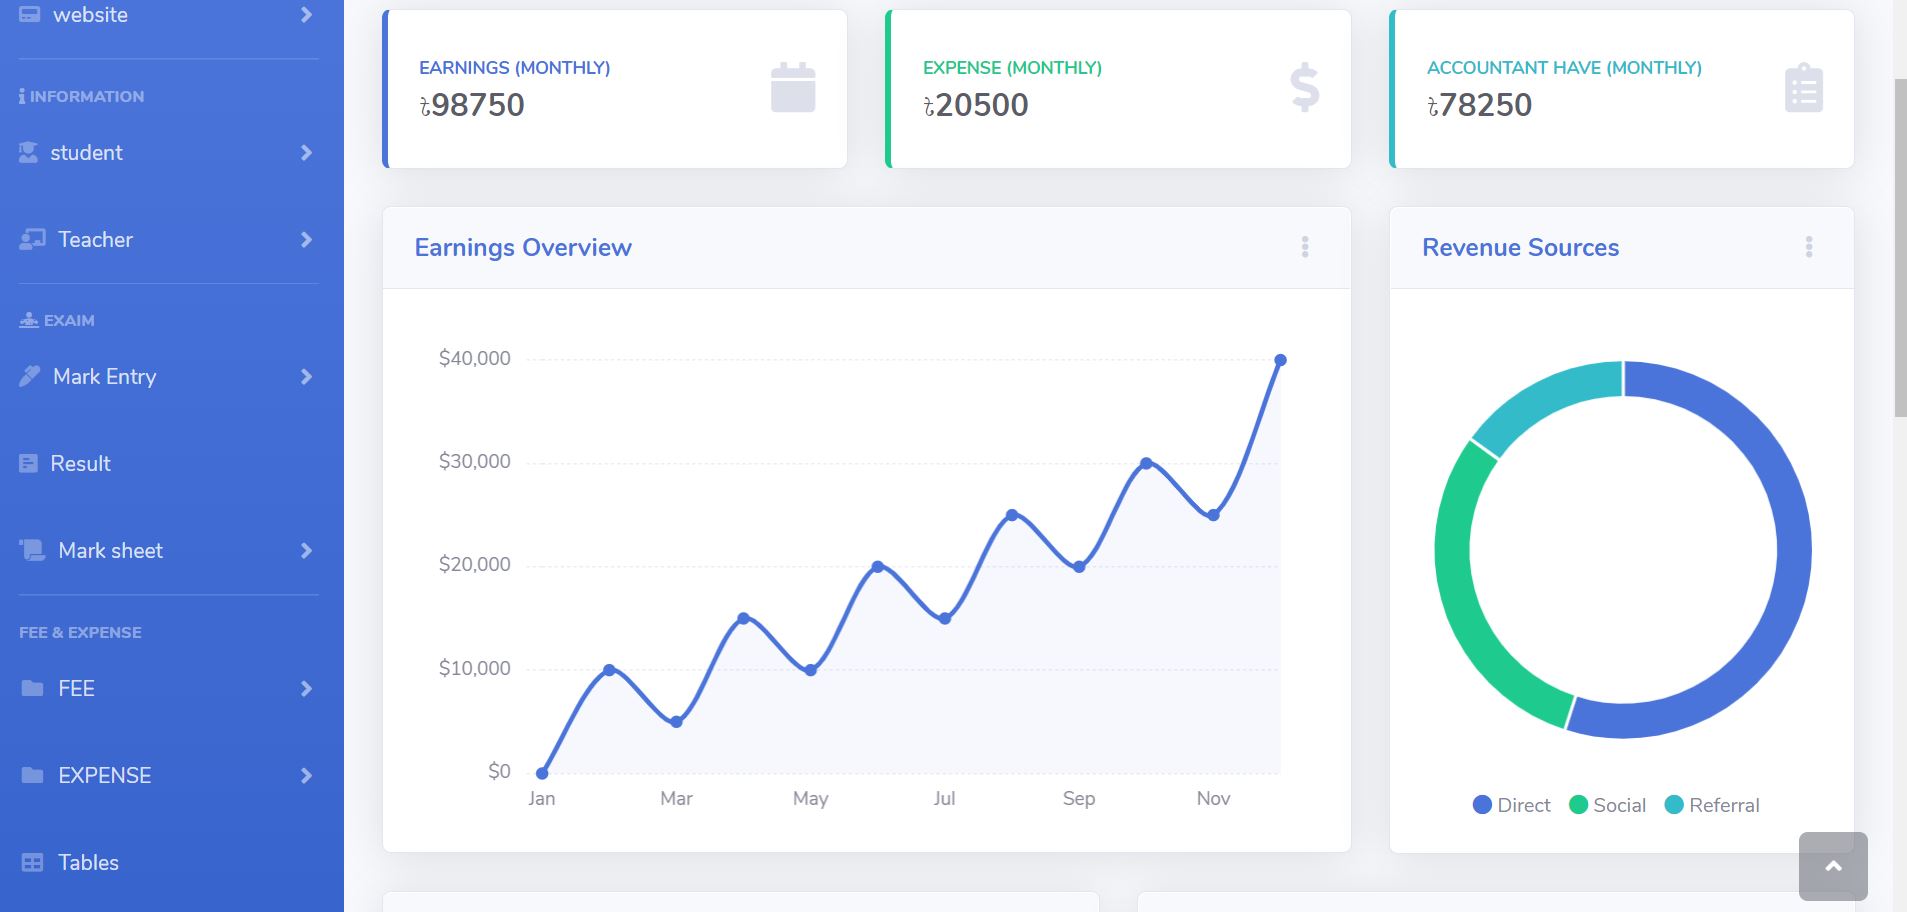 website
INFORMATION
student
Teacher
EXAIM
Mark Entry
Result
Mark sheet
FEE & EXPENSE
FEE
EXPENSE
Tables
EARNINGS (MONTHLY)
৳98750
EXPENSE (MONTHLY)
৳20500
ACCOUNTANT HAVE (MONTHLY)
৳78250
Earnings Overview
$40,000
$30,000
$20,000
$10,000
$0
Jan Mar May Jul Sep Nov
Revenue Sources
Direct Social Referral